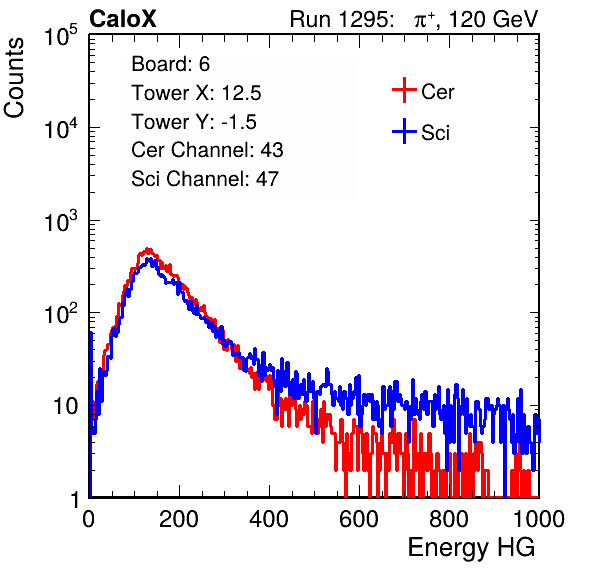 CaloX Run 1295: π⁺, 120 GeV
Counts
10⁵
10⁴
10³
10²
10
1
Board: 6
Tower X: 12.5
Tower Y: -1.5
Cer Channel: 43
Sci Channel: 47
Cer
Sci
0 200 400 600 800 1000
Energy HG